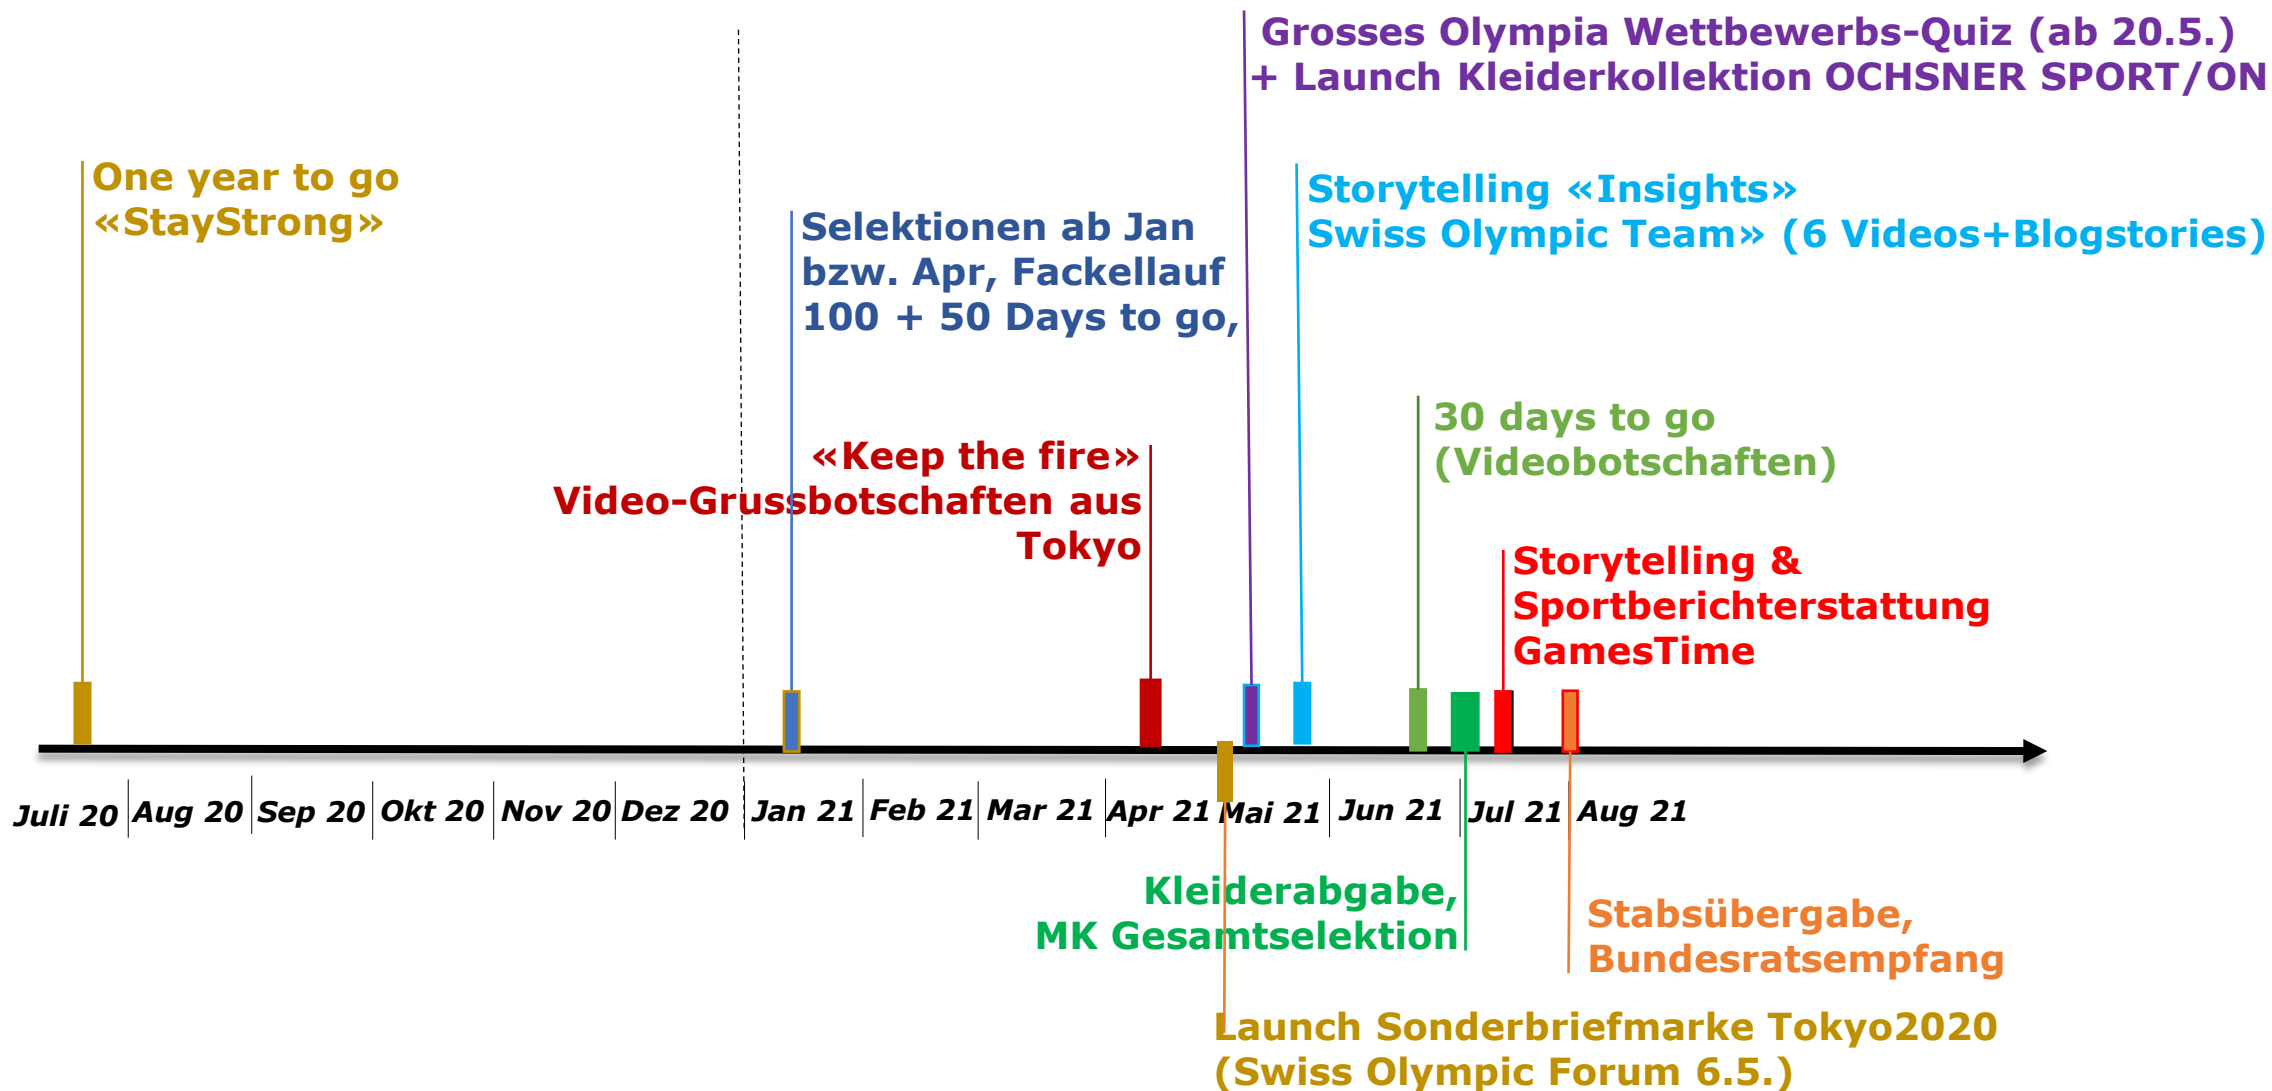 Grosses Olympia Wettbewerbs-Quiz (ab 20.5.)
+ Launch Kleiderkollektion OCHSNER SPORT/ON
One year to go
«StayStrong»
Storytelling «Insights»
Swiss Olympic Team» (6 Videos+Blogstories)
Selektionen ab Jan
bzw. Apr, Fackellauf
100 + 50 Days to go,
30 days to go
(Videobotschaften)
«Keep the fire»
Video-Grussbotschaften aus
Tokyo
Storytelling &
Sportberichterstattung
GamesTime
Juli 20 Aug 20 Sep 20 Okt 20 Nov 20 Dez 20 Jan 21 Feb 21 Mar 21 Apr 21 Mai 21 Jun 21 Jul 21 Aug 21
Kleiderabgabe,
MK Gesamtselektion
Stabsübergabe,
Bundesratsempfang
Launch Sonderbriefmarke Tokyo2020
(Swiss Olympic Forum 6.5.)